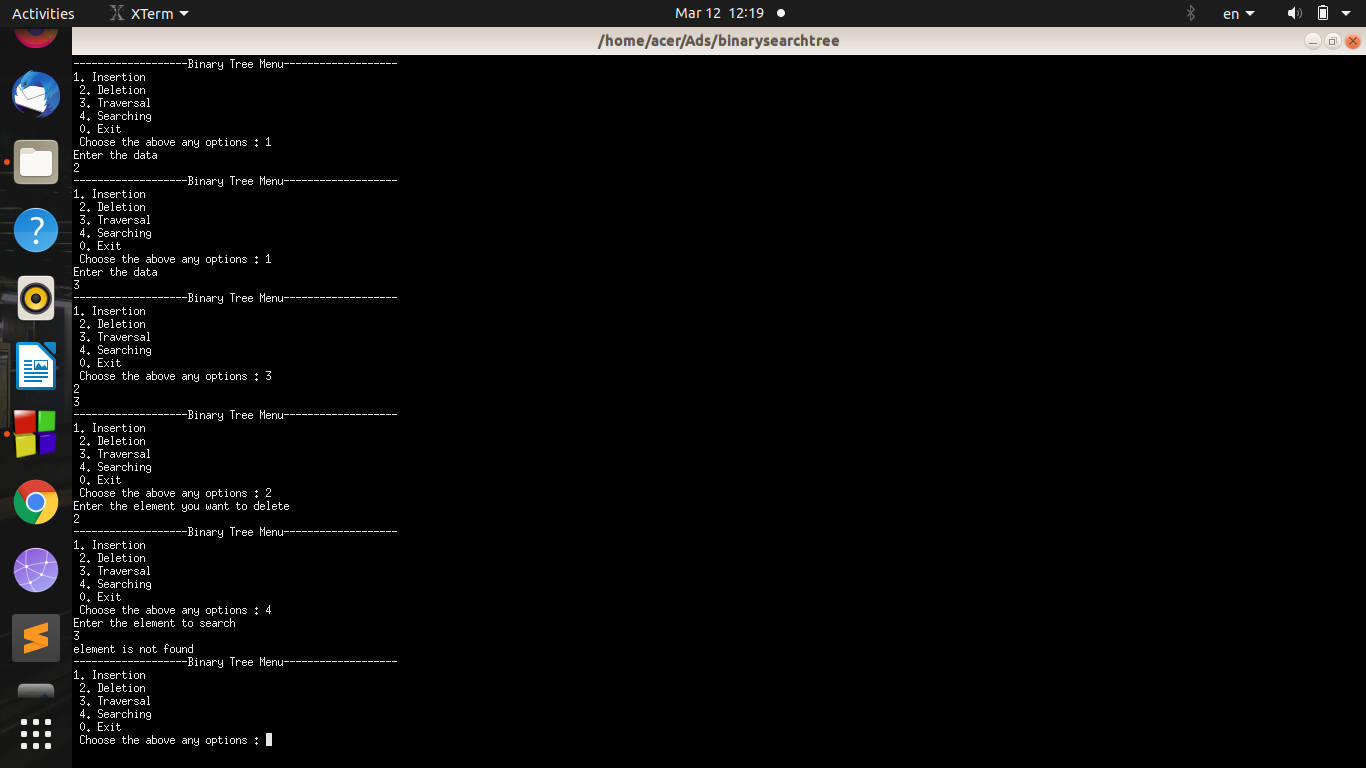 Activities XTerm Mar 12 12:19 en
/home/acer/Ads/binarysearchtree
-------------------Binary Tree Menu-------------------
1. Insertion
 2. Deletion
 3. Traversal
 4. Searching
 0. Exit
 Choose the above any options : 1
Enter the data
2
-------------------Binary Tree Menu-------------------
1. Insertion
 2. Deletion
 3. Traversal
 4. Searching
 0. Exit
 Choose the above any options : 1
Enter the data
3
-------------------Binary Tree Menu-------------------
1. Insertion
 2. Deletion
 3. Traversal
 4. Searching
 0. Exit
 Choose the above any options : 3
2
3
-------------------Binary Tree Menu-------------------
1. Insertion
 2. Deletion
 3. Traversal
 4. Searching
 0. Exit
 Choose the above any options : 2
Enter the element you want to delete
2
-------------------Binary Tree Menu-------------------
1. Insertion
 2. Deletion
 3. Traversal
 4. Searching
 0. Exit
 Choose the above any options : 4
Enter the element to search
3
element is not found
-------------------Binary Tree Menu-------------------
1. Insertion
 2. Deletion
 3. Traversal
 4. Searching
 0. Exit
 Choose the above any options :